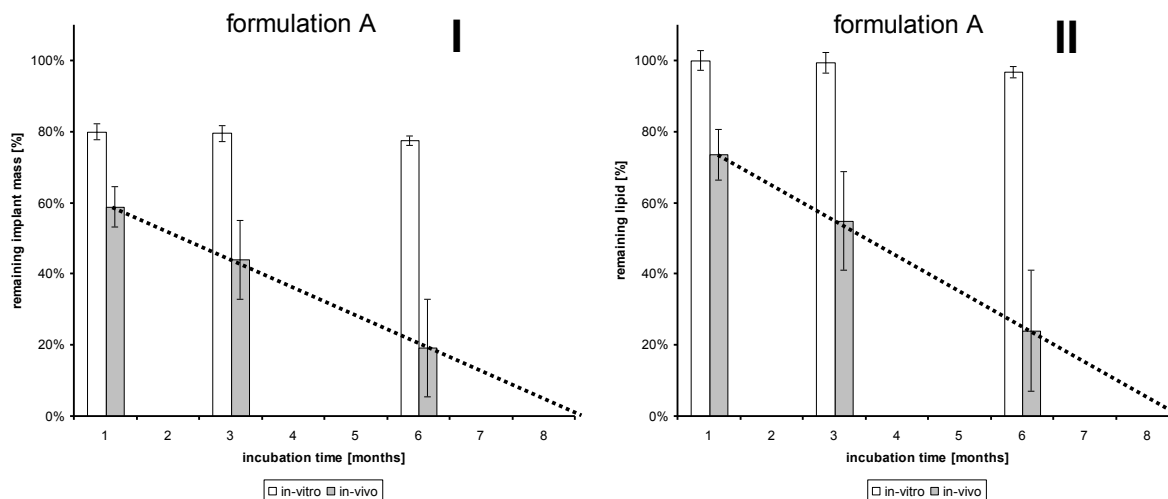 formulation A
I
remaining implant mass [%]
100%
80%
60%
40%
20%
0%
1 2 3 4 5 6 7 8
incubation time [months]
in-vitro in-vivo
formulation A
II
remaining lipid [%]
100%
80%
60%
40%
20%
0%
1 2 3 4 5 6 7 8
incubation time [months]
in-vitro in-vivo